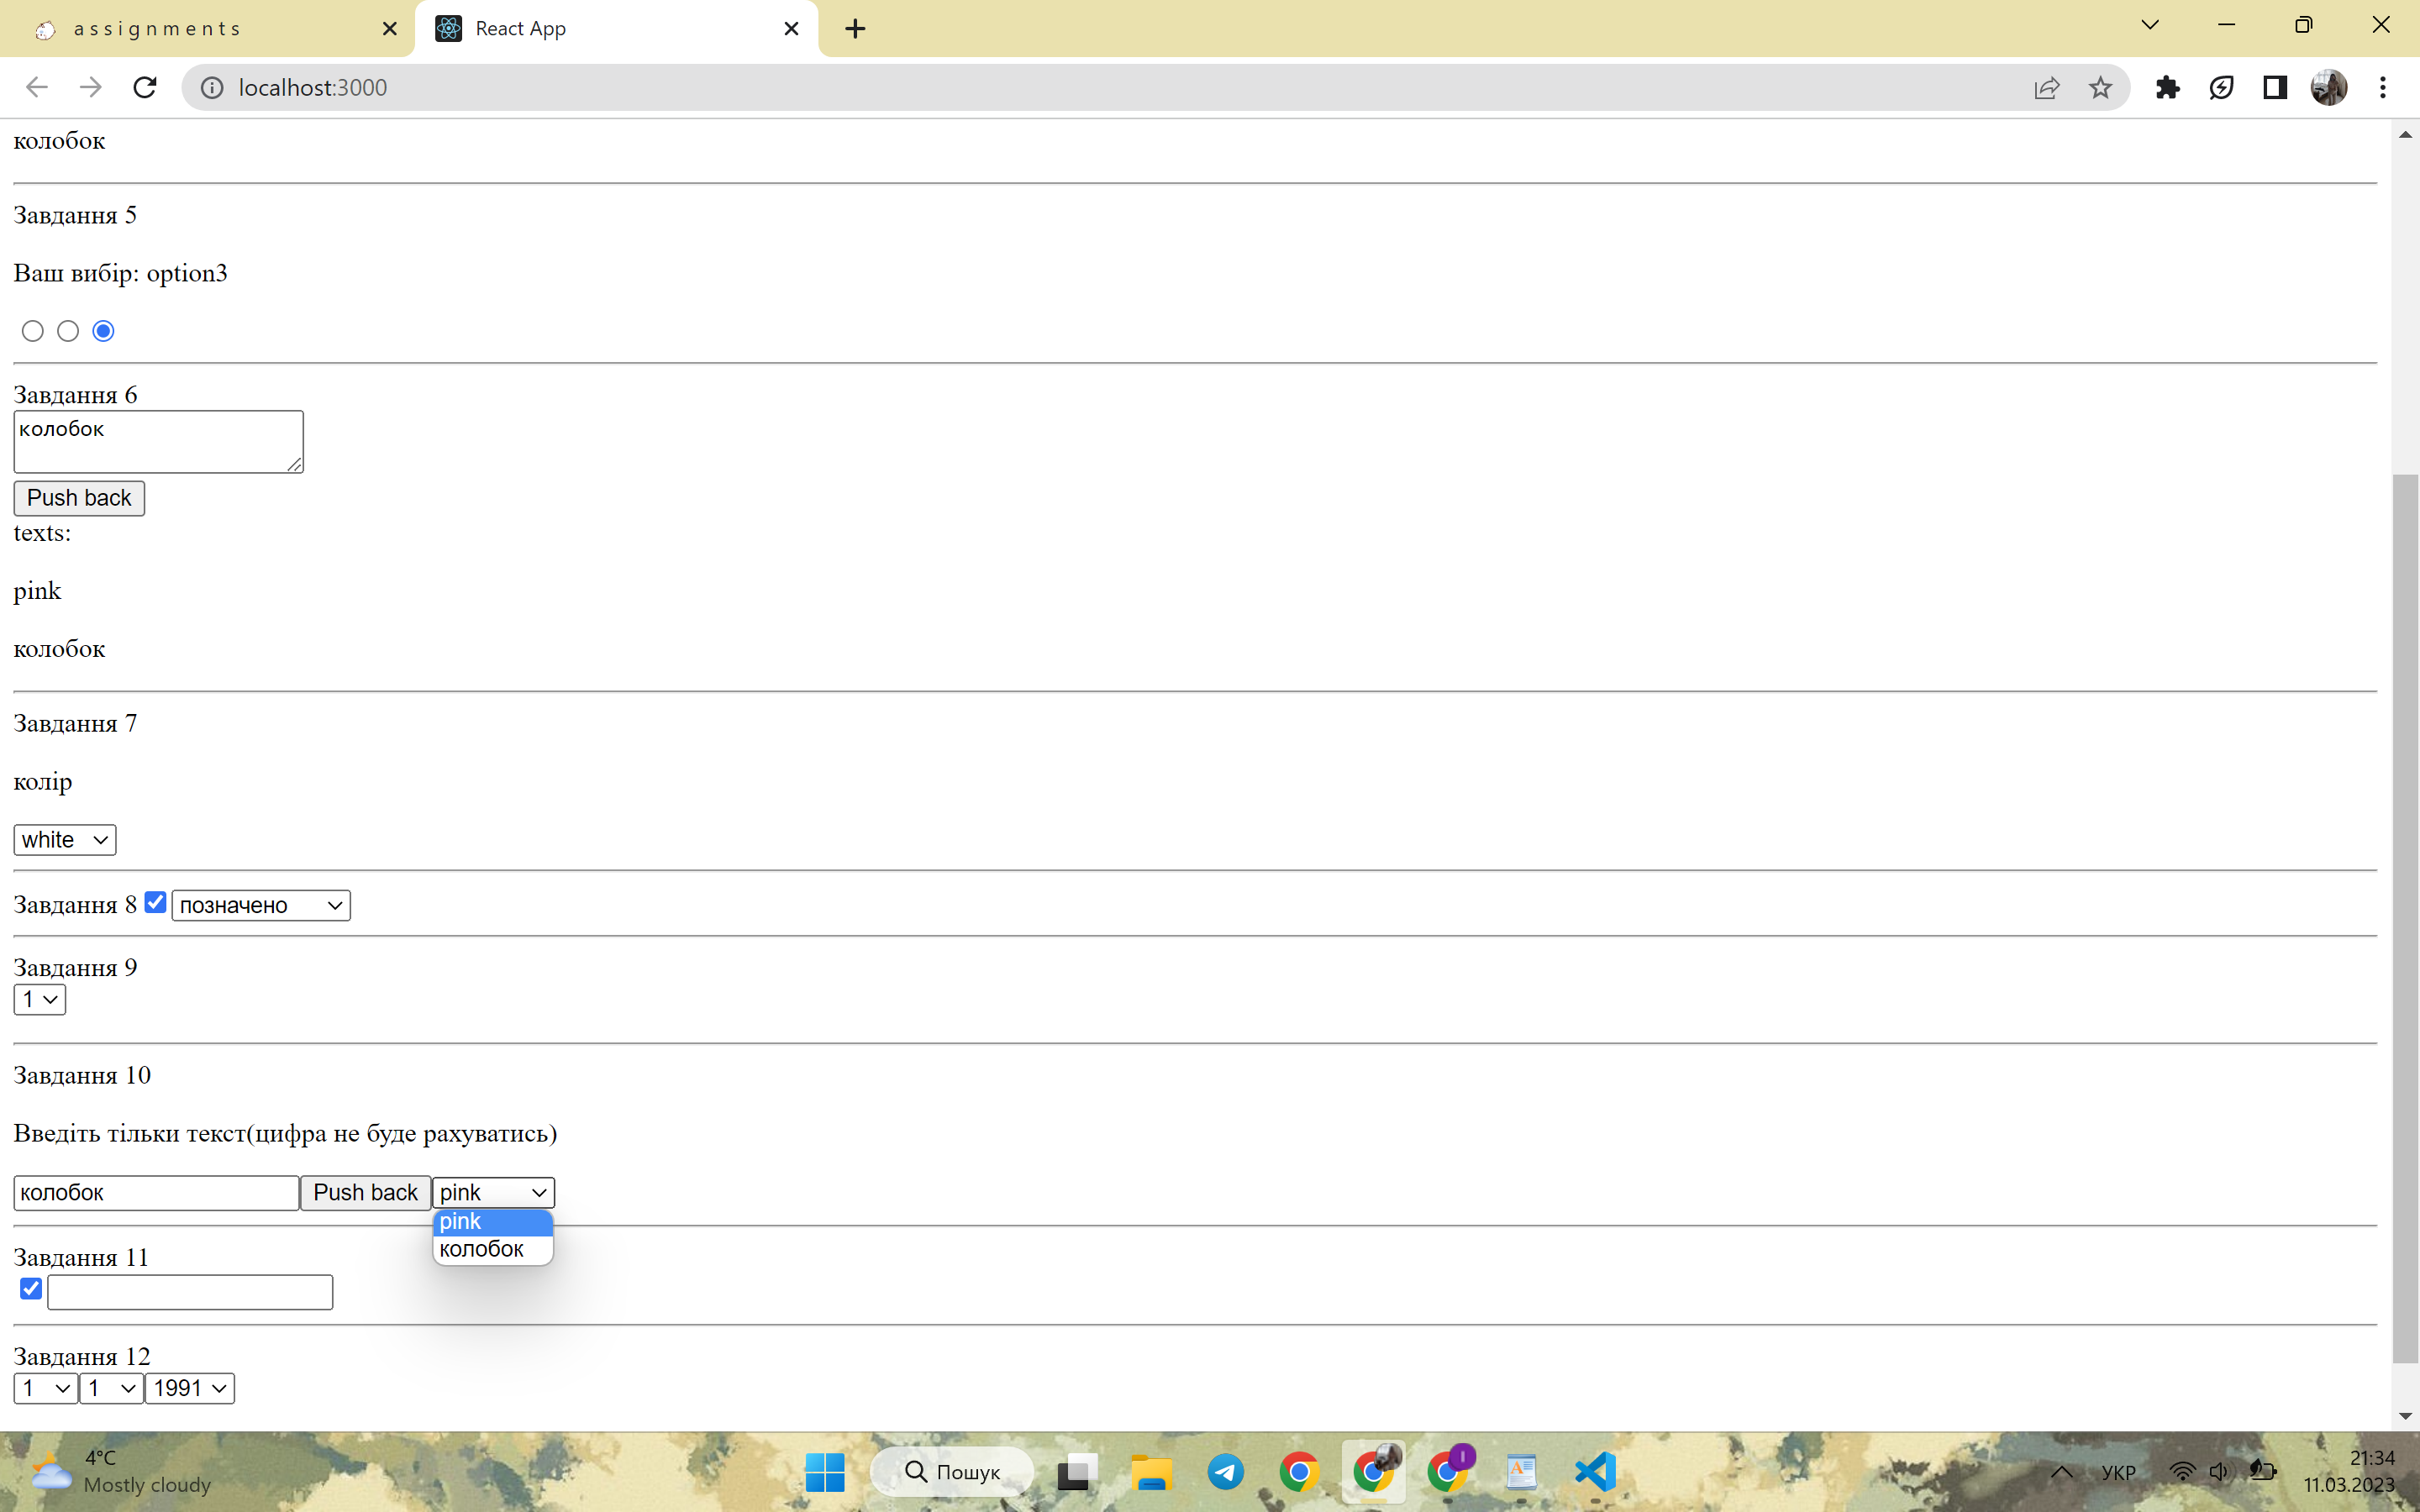 assignments
React App
localhost:3000
колобок
Завдання 5
Ваш вибір: option3
Завдання 6
колобок
Push back
texts:
pink
колобок
Завдання 7
колір
white
Завдання 8 позначено
Завдання 9
1
Завдання 10
Введіть тільки текст(цифра не буде рахуватись)
колобок Push back pink
pink
колобок
Завдання 11
Завдання 12
1 1 1991
4°C
Mostly cloudy
Пошук
I
УКР
21:34
11.03.2023